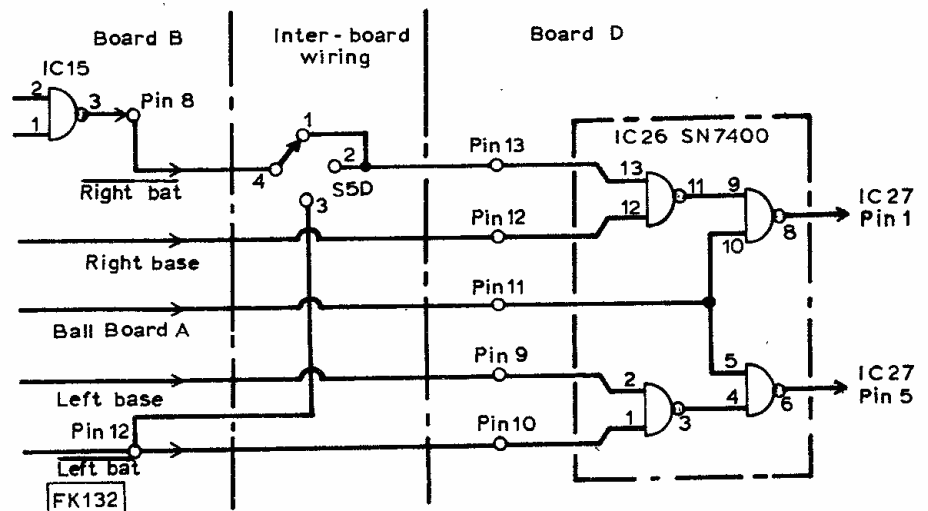 Board B
Inter-board
wiring
Board D
IC15
2
3
Pin 8
1
IC26 SN7400
1
2
4
S5D
3
Right bat
Pin 13
13
12
11
9
10
8
IC27
Pin 1
Pin 12
Right base
Pin 11
Ball Board A
Pin 9
Left base
2
1
3
5
4
6
IC27
Pin 5
Pin 12
Pin 10
Left bat
FK132